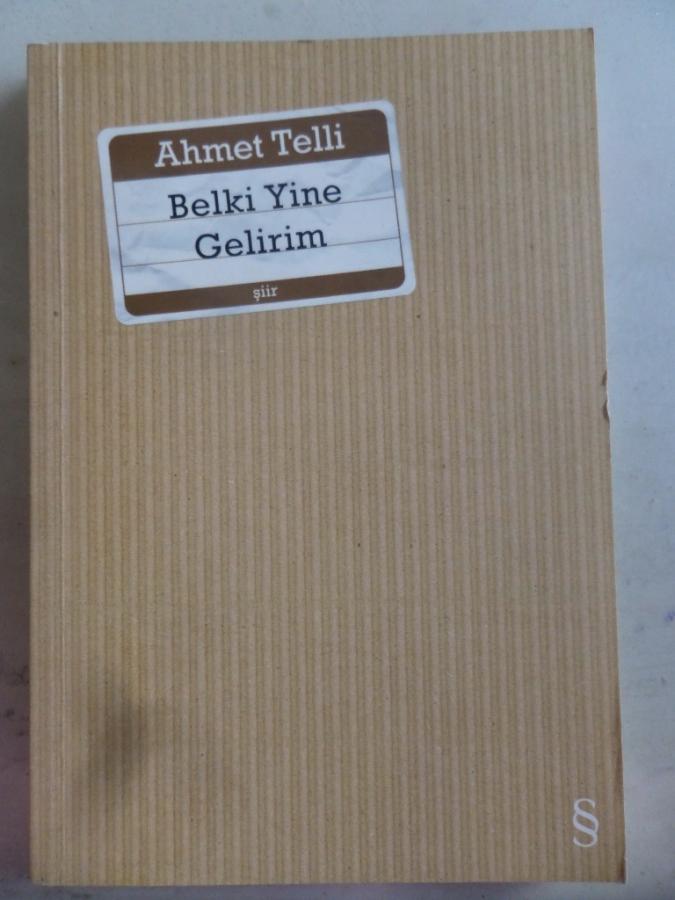 Ahmet Telli
Belki Yine
Gelirim
şiir
§